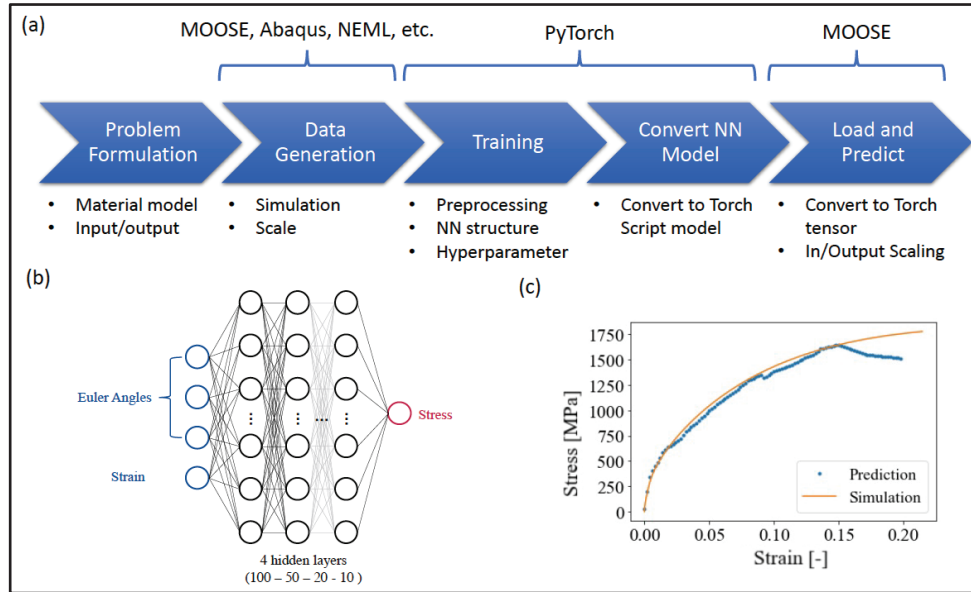 (a)
MOOSE, Abaqus, NEML, etc.
PyTorch
MOOSE
Problem
Formulation
Data
Generation
Training
Convert NN
Model
Load and
Predict
• Material model
• Input/output
• Simulation
• Scale
• Preprocessing
• NN structure
• Hyperparameter
• Convert to Torch
Script model
• Convert to Torch
tensor
• In/Output Scaling
(b)
Euler Angles
Strain
...
Stress
4 hidden layers
(100 – 50 – 20 - 10 )
(c)
Stress [MPa]
1750
1500
1250
1000
750
500
250
0
Prediction
Simulation
0.00
0.05
0.10
0.15
0.20
Strain [-]